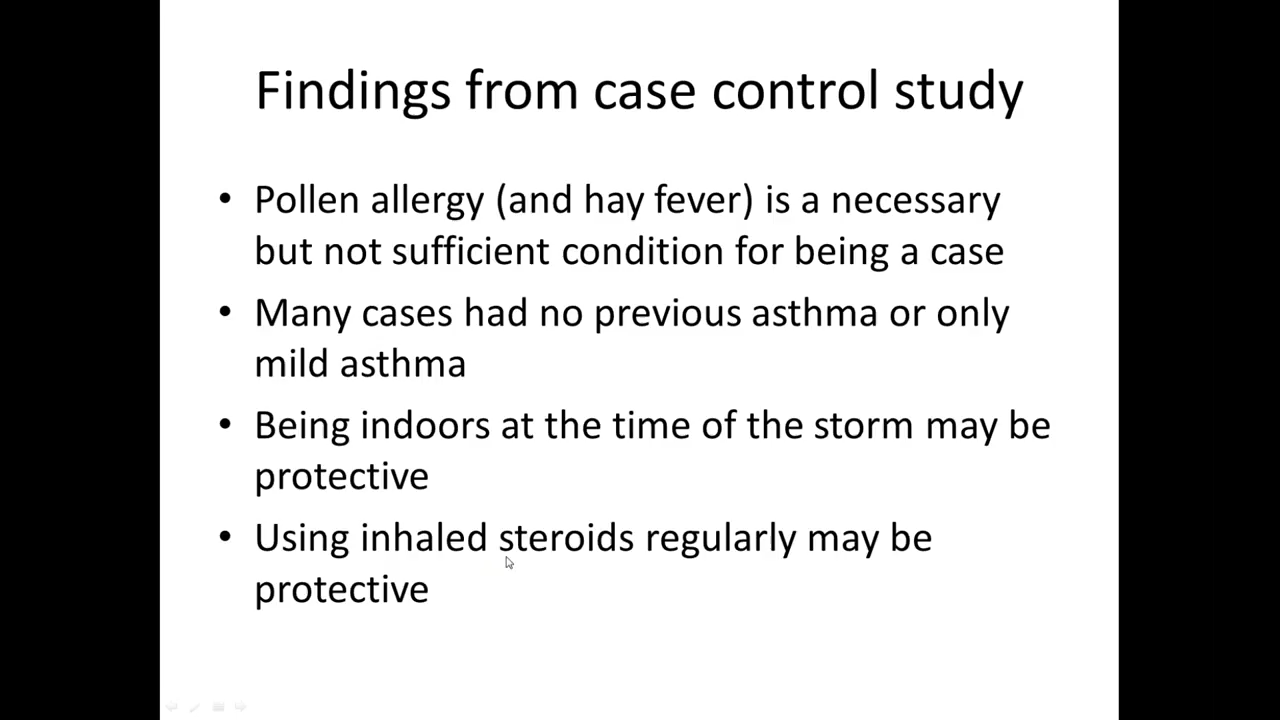 Findings from case control study
• Pollen allergy (and hay fever) is a necessary
but not sufficient condition for being a case
• Many cases had no previous asthma or only
mild asthma
• Being indoors at the time of the storm may be
protective
• Using inhaled steroids regularly may be
protective